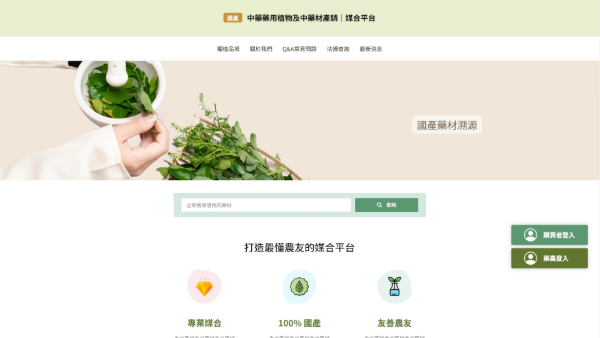 國產 中藥藥用植物及中藥材產銷｜媒合平台
藥植品項 關於我們 Q&A常見問題 法規查詢 最新消息
國產藥材溯源
查詢
購買者登入
藥農登入
打造最懂農友的媒合平台
專業媒合 100% 國產 友善農友